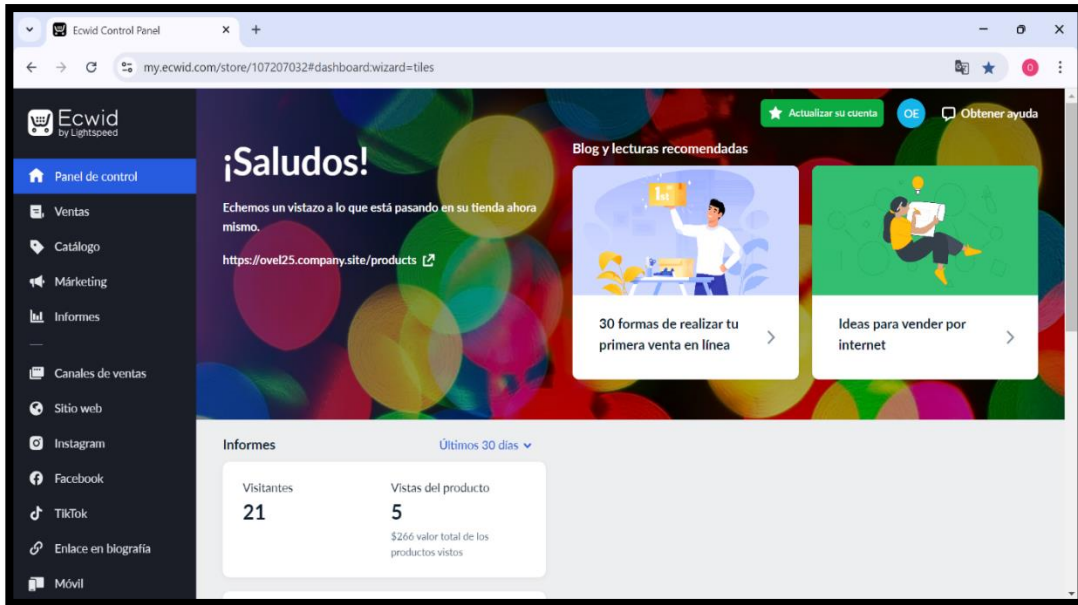 Ecwid Control Panel
my.ecwid.com/store/107207032#dashboard:wizard=tiles
O
Ecwid
by Lightspeed
Actualizar su cuenta
OE
Obtener ayuda
Panel de control
Ventas
Catálogo
Márketing
Informes
Canales de ventas
Sitio web
Instagram
Facebook
TikTok
Enlace en biografía
Móvil
¡Saludos!
Echemos un vistazo a lo que está pasando en su tienda ahora
mismo.
https://ovel25.company.site/products
Blog y lecturas recomendadas
1st
30 formas de realizar tu
primera venta en línea
Ideas para vender por
internet
Informes
Últimos 30 días
Visitantes
21
Vistas del producto
5
$266 valor total de los
productos vistos